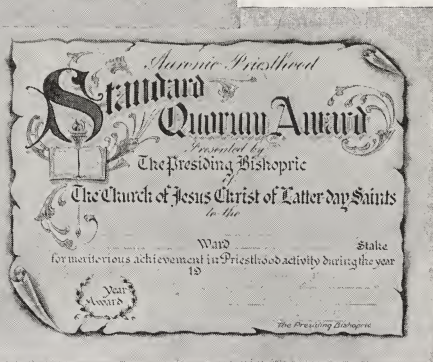 Aaronic Priesthood
Standard
Quorum Award
Presented by
The Presiding Bishopric
of
The Church of Jesus Christ of Latter day Saints
to the
Ward Stake
for meritorious achievement in Priesthood activity during the year
19
Year
Award
The Presiding Bishopric